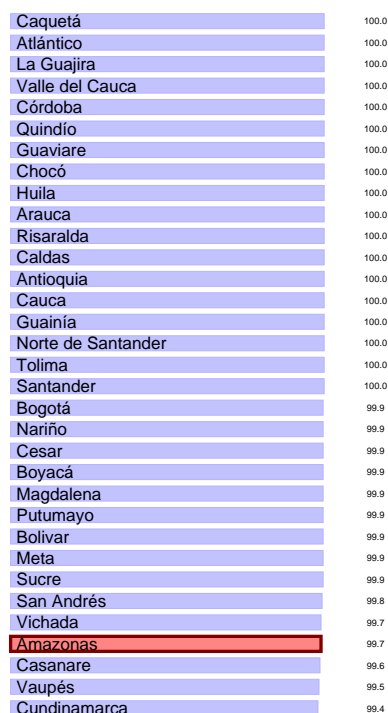 Caquetá 100.0
Atlántico 100.0
La Guajira 100.0
Valle del Cauca 100.0
Córdoba 100.0
Quindío 100.0
Guaviare 100.0
Chocó 100.0
Huila 100.0
Arauca 100.0
Risaralda 100.0
Caldas 100.0
Antioquia 100.0
Cauca 100.0
Guainía 100.0
Norte de Santander 100.0
Tolima 100.0
Santander 100.0
Bogotá 99.9
Nariño 99.9
Cesar 99.9
Boyacá 99.9
Magdalena 99.9
Putumayo 99.9
Bolivar 99.9
Meta 99.9
Sucre 99.9
San Andrés 99.8
Vichada 99.7
Amazonas 99.7
Casanare 99.6
Vaupés 99.5
Cundinamarca 99.4